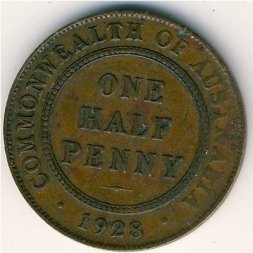 COMMONWEALTH OF AUSTRALIA
ONE
HALF
PENNY
1928